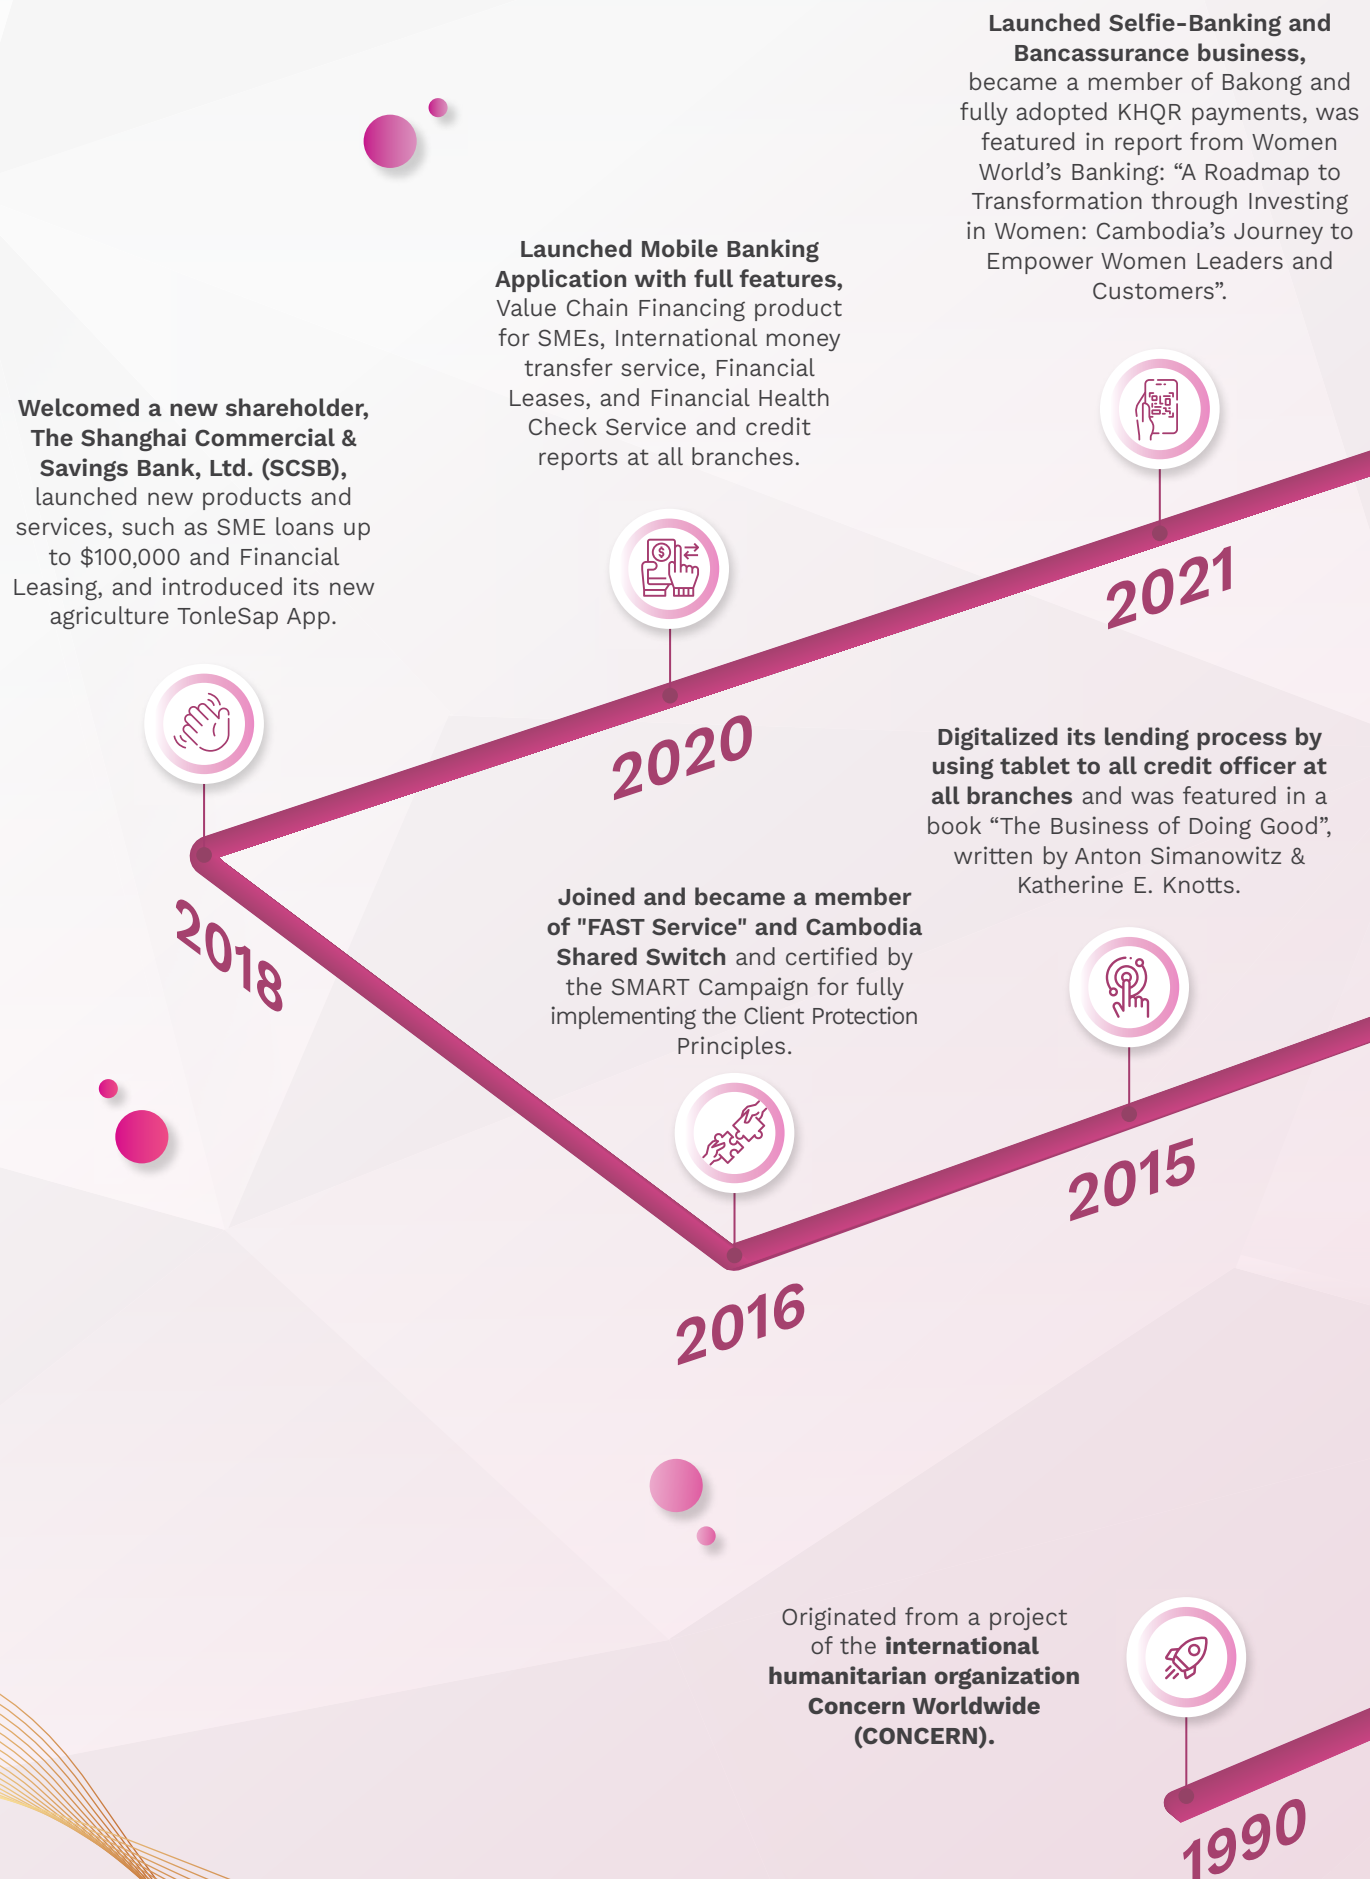 Launched Selfie-Banking and
Bancassurance business,
became a member of Bakong and
fully adopted KHQR payments, was
featured in report from Women
World's Banking: “A Roadmap to
Transformation through Investing
in Women: Cambodia's Journey to
Empower Women Leaders and
Customers”.
2021
Launched Mobile Banking
Application with full features,
Value Chain Financing product
for SMEs, International money
transfer service, Financial
Leases, and Financial Health
Check Service and credit
reports at all branches.
2020
Welcomed a new shareholder,
The Shanghai Commercial &
Savings Bank, Ltd. (SCSB),
launched new products and
services, such as SME loans up
to $100,000 and Financial
Leasing, and introduced its new
agriculture TonleSap App.
2018
Digitalized its lending process by
using tablet to all credit officer at
all branches and was featured in a
book “The Business of Doing Good”,
written by Anton Simanowitz &
Katherine E. Knotts.
2015
Joined and became a member
of "FAST Service" and Cambodia
Shared Switch and certified by
the SMART Campaign for fully
implementing the Client Protection
Principles.
2016
Originated from a project
of the international
humanitarian organization
Concern Worldwide
(CONCERN).
1990